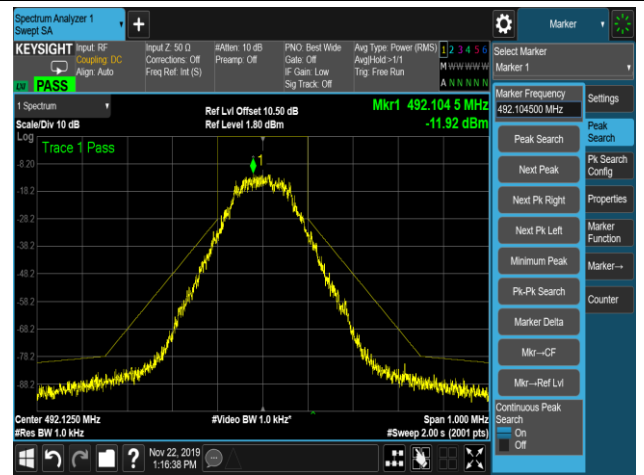 Spectrum Analyzer 1
Swept SA
Marker
KEYSIGHT
Input: RF
Coupling: DC
Align: Auto
Input Z: 50 Ω
Corrections: Off
Freq Ref: Int (S)
#Atten: 10 dB
Preamp: Off
PNO: Best Wide
Gate: Off
IF Gain: Low
Sig Track: Off
Avg Type: Power (RMS)
Avg|Hold:>1/1
Trig: Free Run
1 2 3 4 5 6
M W W W W W
A N N N N N
LXI
PASS
Select Marker
Marker 1
1 Spectrum
Scale/Div 10 dB
Log
Ref Lvl Offset 10.50 dB
Ref Level 1.80 dBm
Mkr1 492.104 5 MHz
-11.92 dBm
Trace 1 Pass
1
-8.20
-18.2
-28.2
-38.2
-48.2
-58.2
-68.2
-78.2
-88.2
Center 492.1250 MHz
#Res BW 1.0 kHz
#Video BW 1.0 kHz*
Span 1.000 MHz
#Sweep 2.00 s (2001 pts)
Marker Frequency
492.104500 MHz
Peak Search
Next Peak
Next Pk Right
Next Pk Left
Minimum Peak
Pk-Pk Search
Marker Delta
Mkr→CF
Mkr→Ref Lvl
Continuous Peak
Search
On
Off
Settings
Peak
Search
Pk Search
Config
Properties
Marker
Function
Marker→
Counter
?
Nov 22, 2019
1:16:38 PM